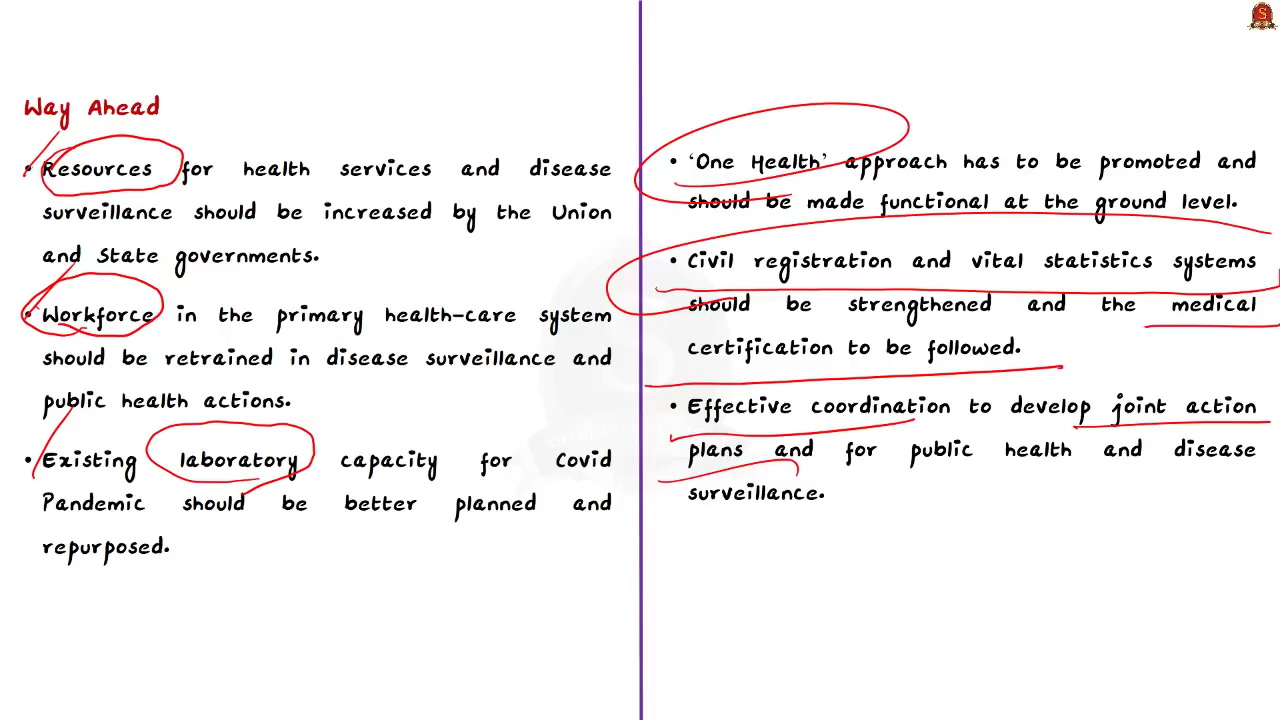 Way Ahead
• Resources for health services and disease
surveillance should be increased by the Union
and State governments.
• Workforce in the primary health-care system
should be retrained in disease surveillance and
public health actions.
• Existing laboratory capacity for Covid
Pandemic should be better planned and
repurposed.
• 'One Health' approach has to be promoted and
should be made functional at the ground level.
• Civil registration and vital statistics systems
should be strengthened and the medical
certification to be followed.
• Effective coordination to develop joint action
plans and for public health and disease
surveillance.